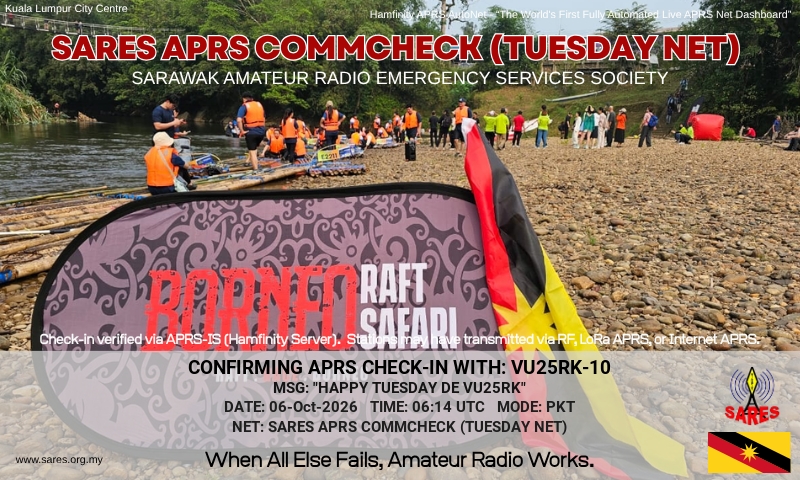 Kuala Lumpur City Centre
Hamfinity APRS AutoNet - "The World's First Fully Automated Live APRS Net Dashboard"
SARES APRS COMMCHECK (TUESDAY NET)
SARAWAK AMATEUR RADIO EMERGENCY SERVICES SOCIETY
E220
BORNEO RAFT
SAFARI
Check-in verified via APRS-IS (Hamfinity Server). Stations may have transmitted via RF, LoRa APRS, or Internet APRS.
CONFIRMING APRS CHECK-IN WITH: VU25RK-10
MSG: "HAPPY TUESDAY DE VU25RK"
DATE: 06-Oct-2026 TIME: 06:14 UTC MODE: PKT
NET: SARES APRS COMMCHECK (TUESDAY NET)
SARES
www.sares.org.my
When All Else Fails, Amateur Radio Works.